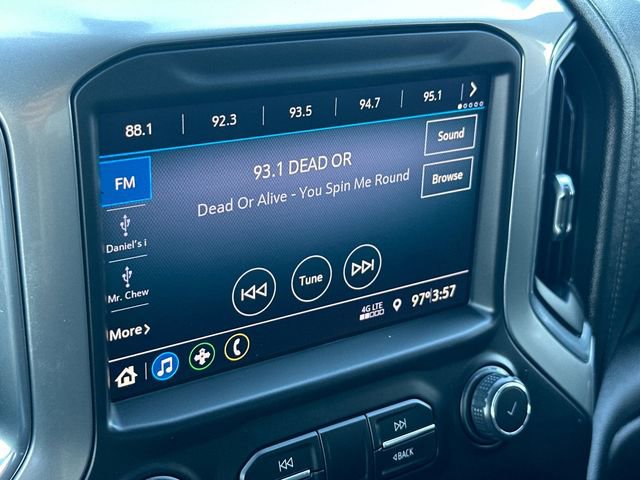 88.1 92.3 93.5 94.7 95.1
FM
93.1 DEAD OR
Dead Or Alive - You Spin Me Round
Sound
Browse
Daniel's i
Mr. Chew
Tune
More
4G LTE
97° 3:57
BACK